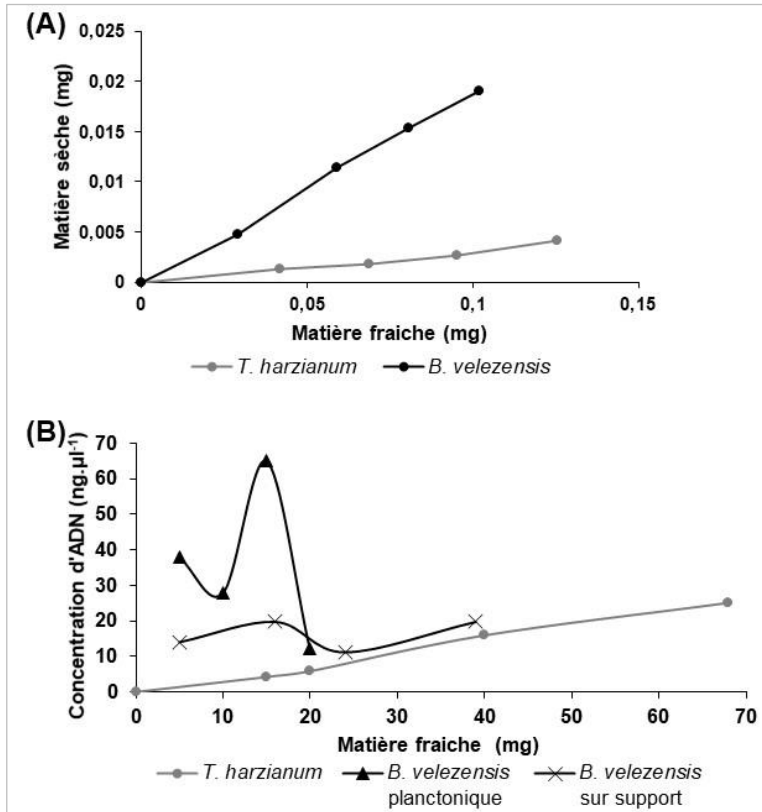 (A)
Matière sèche (mg)
0,025
0,02
0,015
0,01
0,005
0
0 0,05 0,1 0,15
Matière fraiche (mg)
T. harzianum B. velezensis
(B)
Concentration d'ADN (ng.µl-1)
70
60
50
40
30
20
10
0
0 10 20 30 40 50 60 70
Matière fraiche (mg)
T. harzianum B. velezensis B. velezensis
planctonique sur support